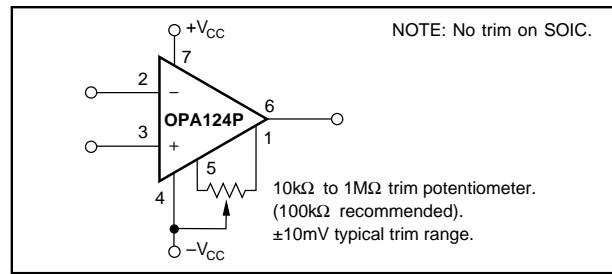 +VCC
NOTE: No trim on SOIC.
7
2
−
6
OPA124P
3
+
1
5
4
10kΩ to 1MΩ trim potentiometer.
(100kΩ recommended).
±10mV typical trim range.
−VCC